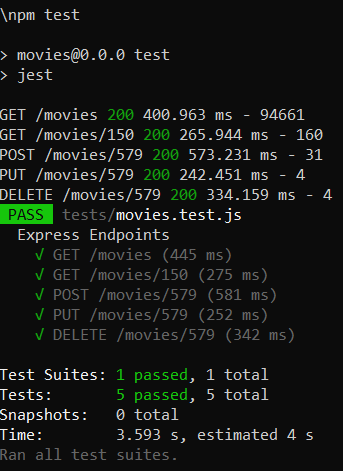 \npm test
> movies@0.0.0 test
> jest
GET /movies 200 400.963 ms - 94661
GET /movies/150 200 265.944 ms - 160
POST /movies/579 200 573.231 ms - 31
PUT /movies/579 200 242.451 ms - 4
DELETE /movies/579 200 334.159 ms - 4
PASS tests/movies.test.js
Express Endpoints
√ GET /movies (445 ms)
√ GET /movies/150 (275 ms)
√ POST /movies/579 (581 ms)
√ PUT /movies/579 (252 ms)
√ DELETE /movies/579 (342 ms)
Test Suites: 1 passed, 1 total
Tests: 5 passed, 5 total
Snapshots: 0 total
Time: 3.593 s, estimated 4 s
Ran all test suites.